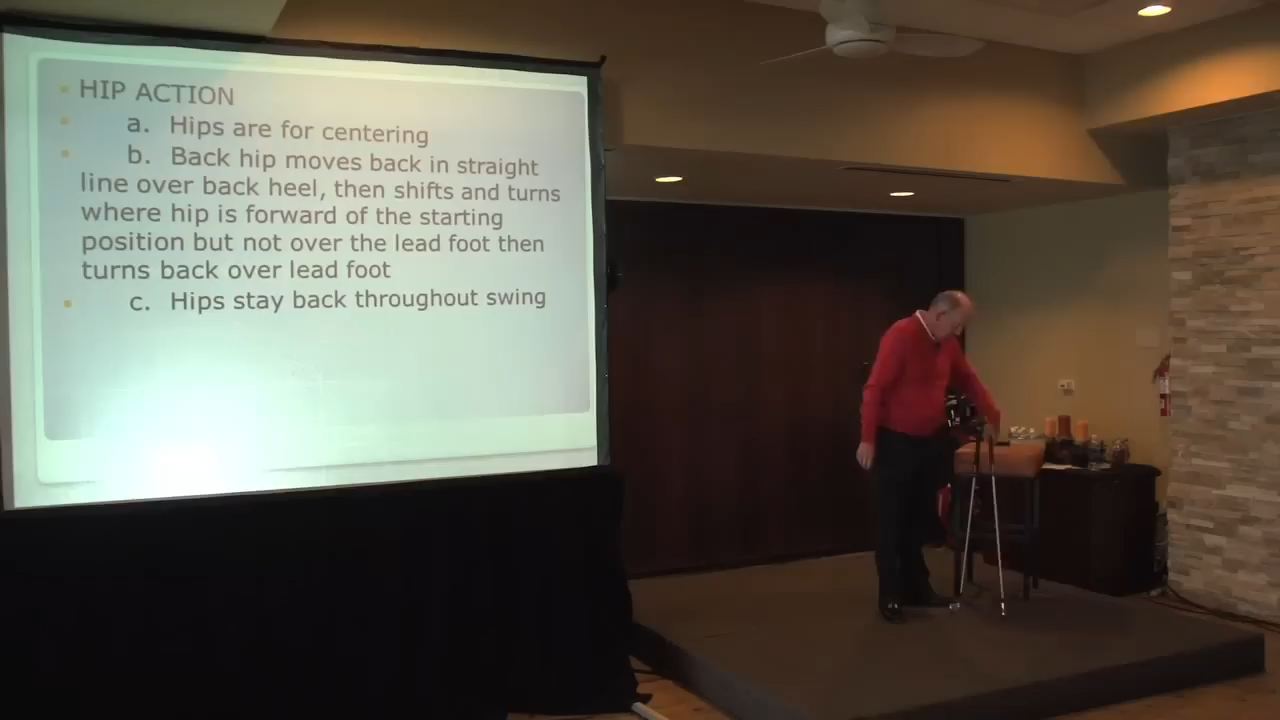 • HIP ACTION
• a. Hips are for centering
• b. Back hip moves back in straight
line over back heel, then shifts and turns
where hip is forward of the starting
position but not over the lead foot then
turns back over lead foot
• c. Hips stay back throughout swing